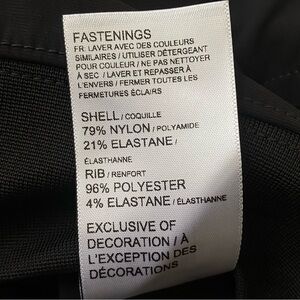 FASTENINGS
FR: LAVER AVEC DES COULEURS
SIMILAIRES / UTILISER DÉTERGENT
POUR COULEUR / NE PAS NETTOYER
À SEC / LAVER ET REPASSER À
L'ENVERS / FERMER TOUTES LES
FERMETURES ÉCLAIRS
SHELL / COQUILLE
79% NYLON / POLYAMIDE
21% ELASTANE /
ÉLASTHANNE
RIB / RENFORT
96% POLYESTER
4% ELASTANE / ÉLASTHANNE
EXCLUSIVE OF
DECORATION / À
L'EXCEPTION DES
DÉCORATIONS